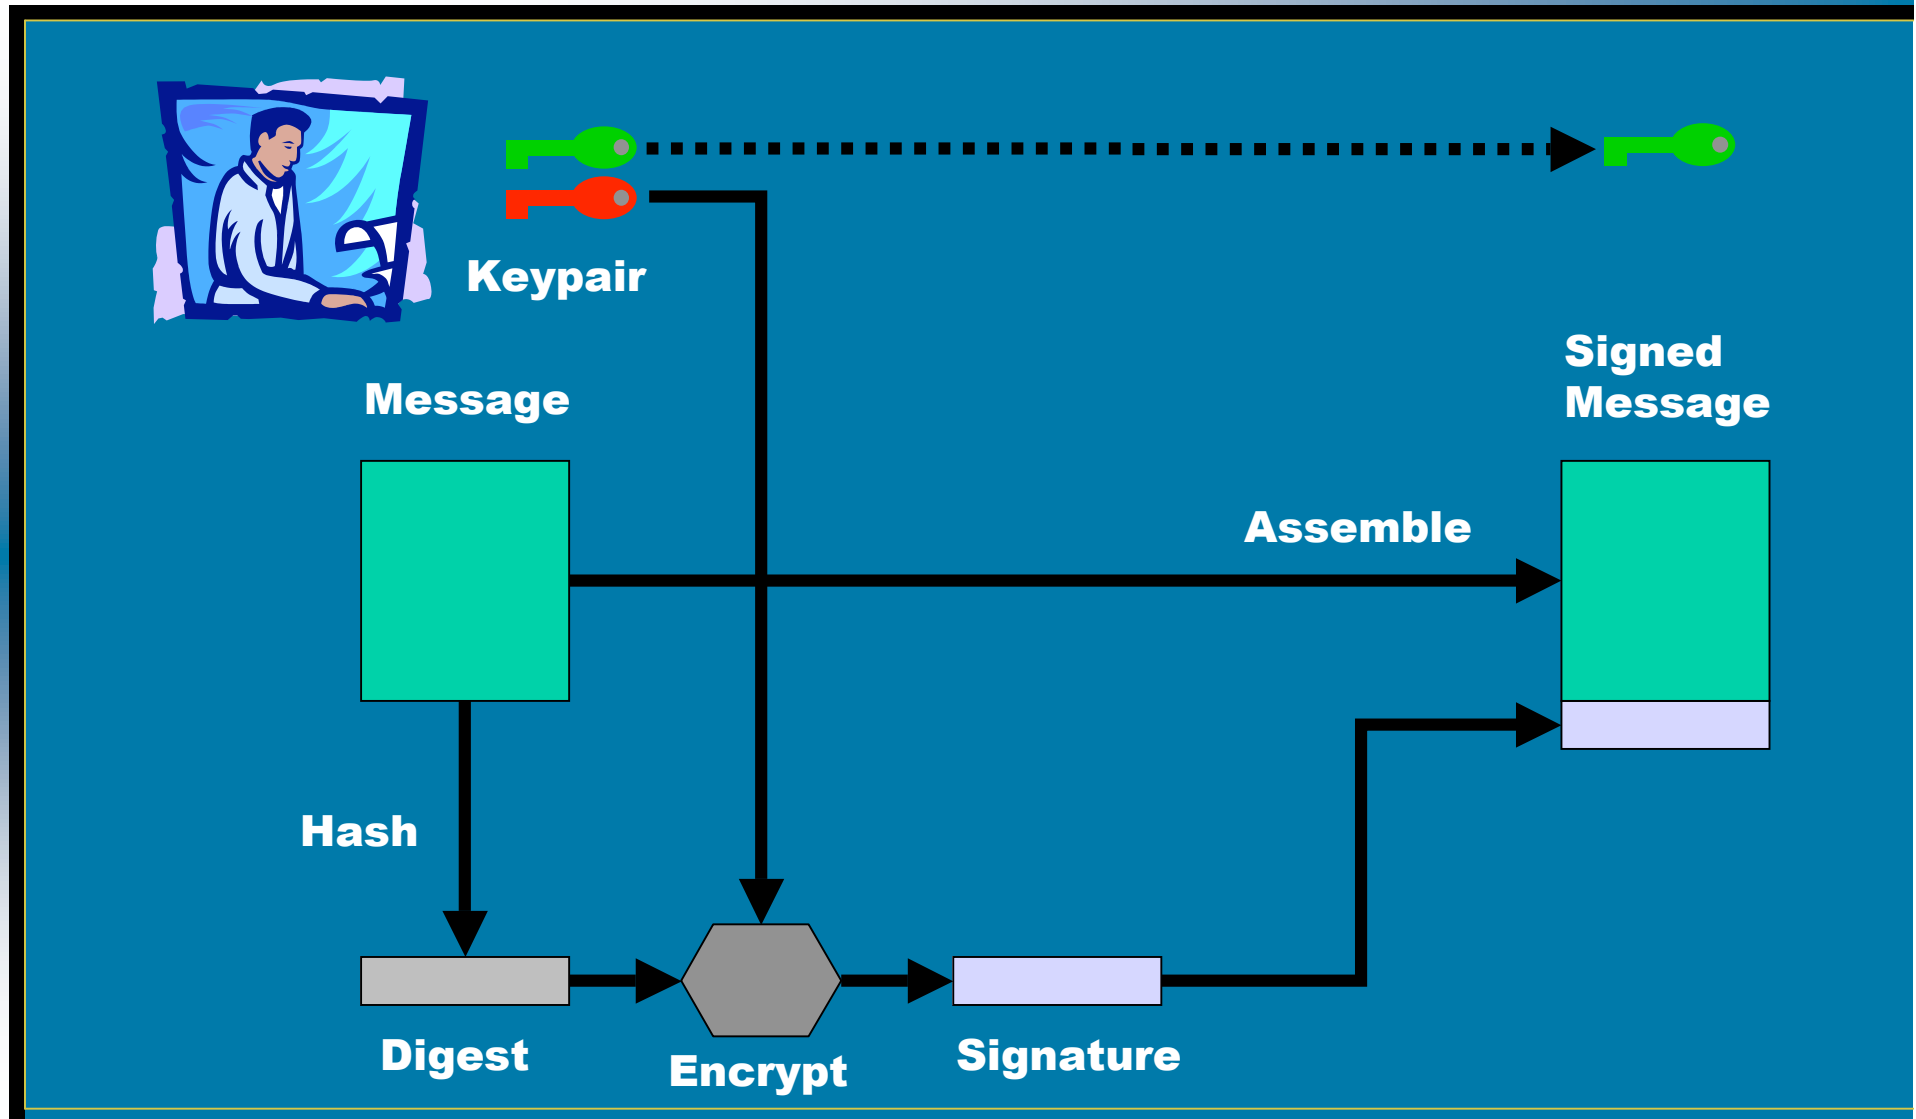 Keypair
Signed
Message
Message
Assemble
Hash
Digest
Encrypt
Signature